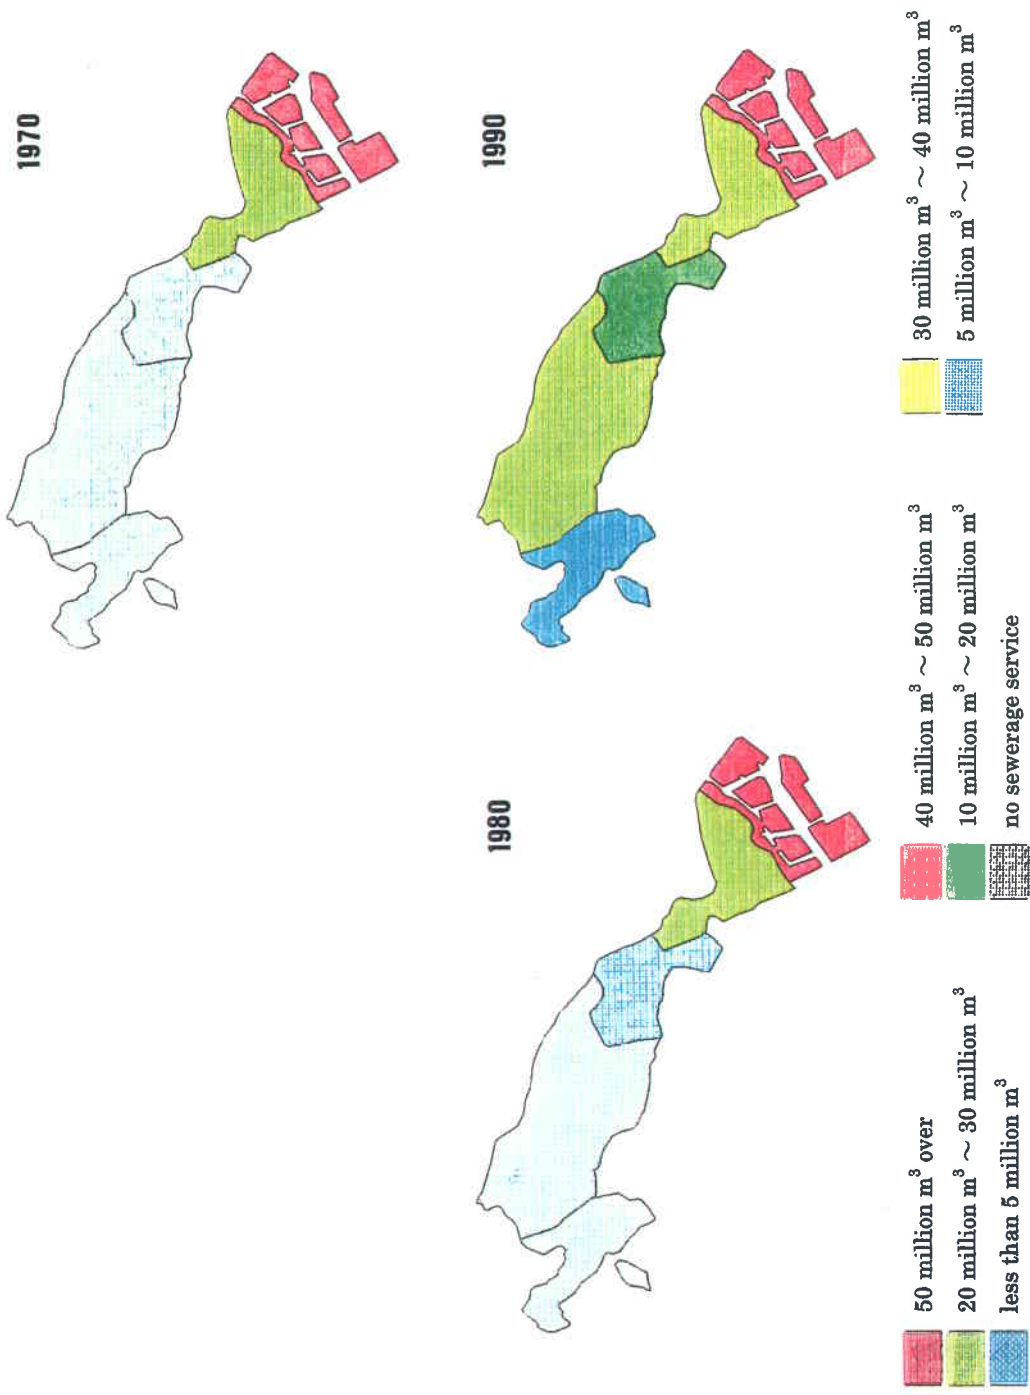 1970
1980
1990
50 million m³ over
40 million m³ ~ 50 million m³
30 million m³ ~ 40 million m³
20 million m³ ~ 30 million m³
10 million m³ ~ 20 million m³
5 million m³ ~ 10 million m³
less than 5 million m³
no sewerage service